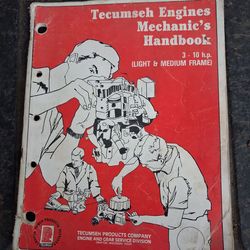 Tecumseh Engines
Mechanic's
Handbook
3 - 10 h.p.
(LIGHT & MEDIUM FRAME)
TECUMSEH PRODUCTS COMPANY
ENGINE AND GEAR SERVICE DIVISION